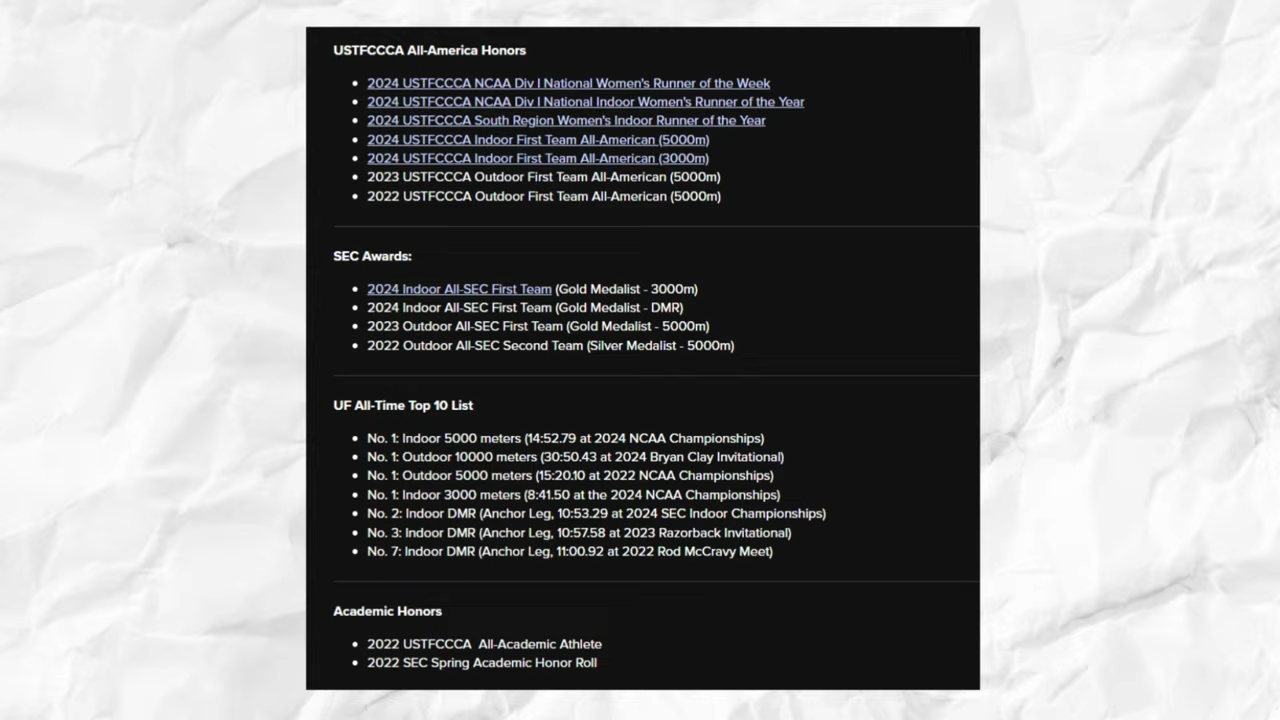 USTFCCCA All-America Honors
2024 USTFCCCA NCAA Div I National Women's Runner of the Week
2024 USTFCCCA NCAA Div I National Indoor Women's Runner of the Year
2024 USTFCCCA South Region Women's Indoor Runner of the Year
2024 USTFCCCA Indoor First Team All-American (5000m)
2024 USTFCCCA Indoor First Team All-American (3000m)
2023 USTFCCCA Outdoor First Team All-American (5000m)
2022 USTFCCCA Outdoor First Team All-American (5000m)
SEC Awards:
2024 Indoor All-SEC First Team (Gold Medalist - 3000m)
2024 Indoor All-SEC First Team (Gold Medalist - DMR)
2023 Outdoor All-SEC First Team (Gold Medalist - 5000m)
2022 Outdoor All-SEC Second Team (Silver Medalist - 5000m)
UF All-Time Top 10 List
No. 1: Indoor 5000 meters (14:52.79 at 2024 NCAA Championships)
No. 1: Outdoor 10000 meters (30:50.43 at 2024 Bryan Clay Invitational)
No. 1: Outdoor 5000 meters (15:20.10 at 2022 NCAA Championships)
No. 1: Indoor 3000 meters (8:41.50 at the 2024 NCAA Championships)
No. 2: Indoor DMR (Anchor Leg, 10:53.29 at 2024 SEC Indoor Championships)
No. 3: Indoor DMR (Anchor Leg, 10:57.58 at 2023 Razorback Invitational)
No. 7: Indoor DMR (Anchor Leg, 11:00.92 at 2022 Rod McCravy Meet)
Academic Honors
2022 USTFCCCA  All-Academic Athlete
2022 SEC Spring Academic Honor Roll